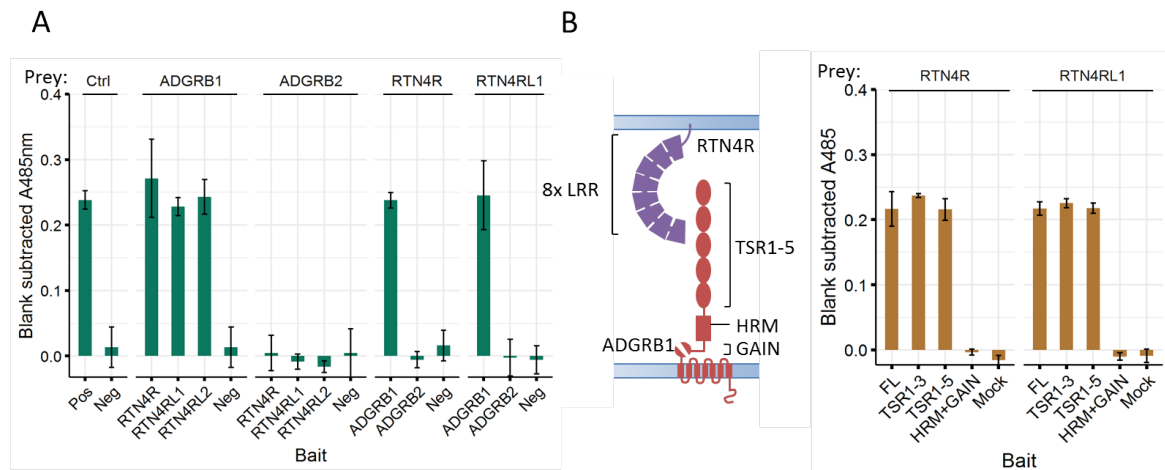 A
Prey:
Ctrl
ADGRB1
ADGRB2
RTN4R
RTN4RL1
Blank subtracted A485nm
0.4
0.3
0.2
0.1
0.0
Pos
Neg
RTN4R
RTN4RL1
RTN4RL2
Neg
RTN4R
RTN4RL1
RTN4RL2
Neg
ADGRB1
ADGRB2
Neg
ADGRB1
ADGRB2
Neg
Bait
B
RTN4R
8x LRR
TSR1-5
HRM
ADGRB1
GAIN
Prey:
RTN4R
RTN4RL1
Blank subtracted A485
0.4
0.3
0.2
0.1
0.0
FL
TSR1-3
TSR1-5
HRM+GAIN
Mock
FL
TSR1-3
TSR1-5
HRM+GAIN
Mock
Bait